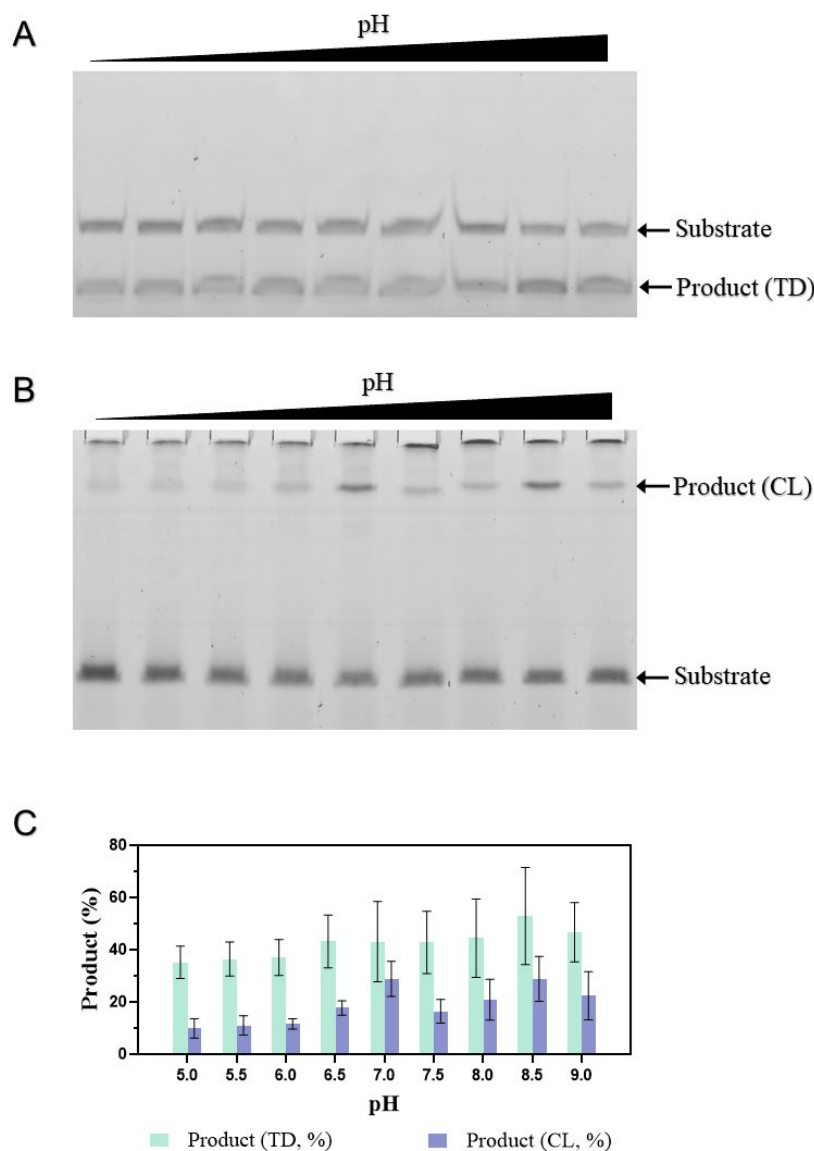 A
pH
Substrate
Product (TD)
B
pH
Product (CL)
Substrate
C
80
60
40
20
0
Product (%)
5.0 5.5 6.0 6.5 7.0 7.5 8.0 8.5 9.0
pH
Product (TD, %) Product (CL, %)